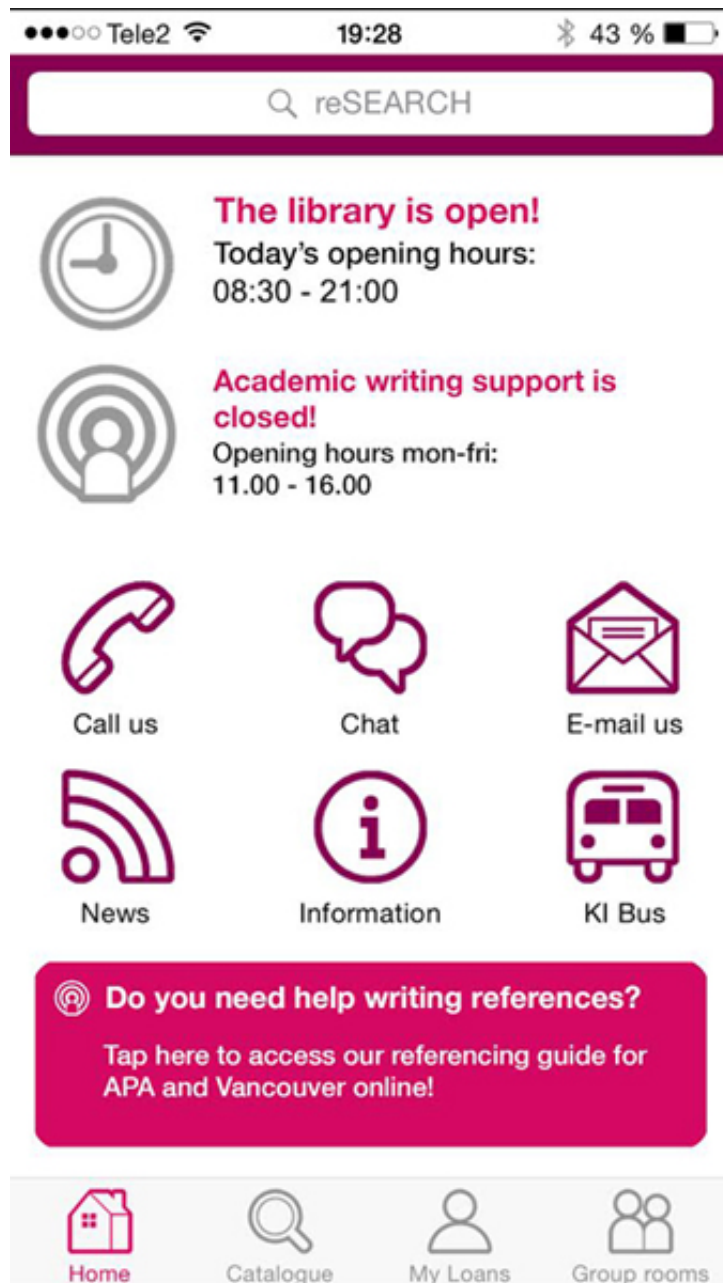 Tele2 19:28 43 %
reSEARCH
The library is open!
Today's opening hours:
08:30 - 21:00
Academic writing support is
closed!
Opening hours mon-fri:
11.00 - 16.00
Call us Chat E-mail us
News Information KI Bus
Do you need help writing references?
Tap here to access our referencing guide for
APA and Vancouver online!
Home Catalogue My Loans Group rooms